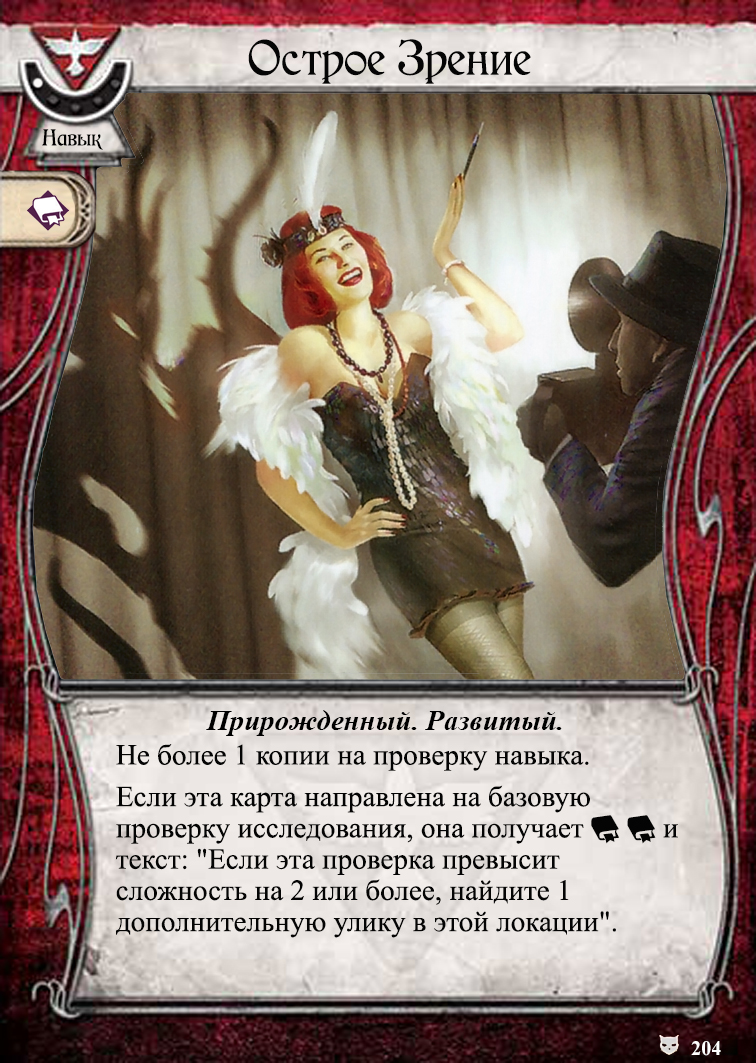 Острое Зрение
Навык
Прирожденный. Развитый.
Не более 1 копии на проверку навыка.
Если эта карта направлена на базовую
проверку исследования, она получает и
текст: "Если эта проверка превысит
сложность на 2 или более, найдите 1
дополнительную улику в этой локации".
204